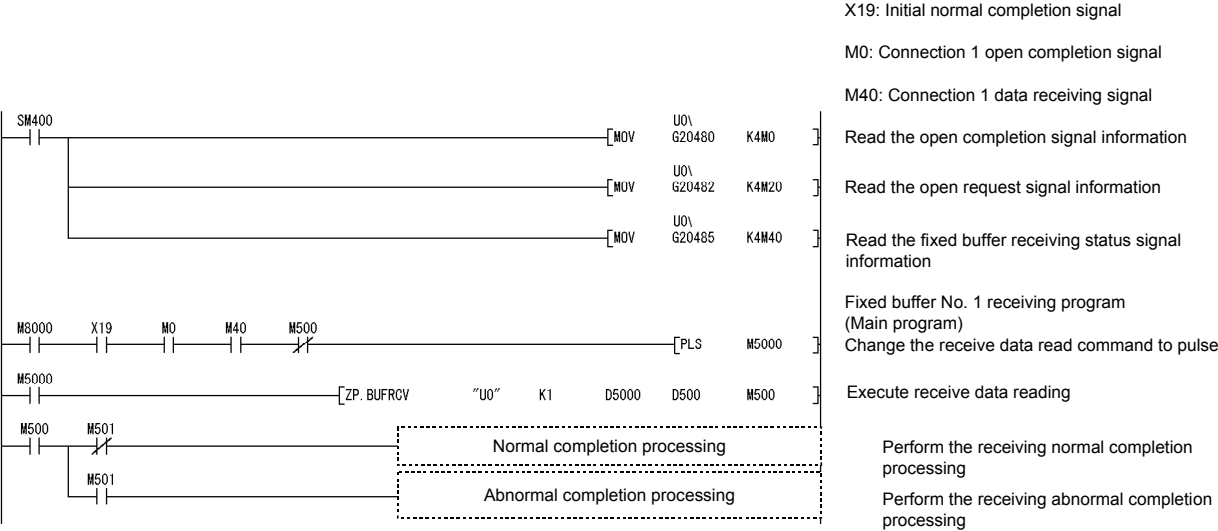 X19: Initial normal completion signal
M0: Connection 1 open completion signal
M40: Connection 1 data receiving signal
SM400
U0\
[MOV G20480 K4M0 ]
Read the open completion signal information
U0\
[MOV G20482 K4M20 ]
Read the open request signal information
U0\
[MOV G20485 K4M40 ]
Read the fixed buffer receiving status signal
information
Fixed buffer No. 1 receiving program
(Main program)
M8000 X19 M0 M40 M500
[PLS M5000 ]
Change the receive data read command to pulse
M5000
[ZP.BUFRCV "U0" K1 D5000 D500 M500 ]
Execute receive data reading
M500 M501
Normal completion processing
Perform the receiving normal completion
processing
M501
Abnormal completion processing
Perform the receiving abnormal completion
processing